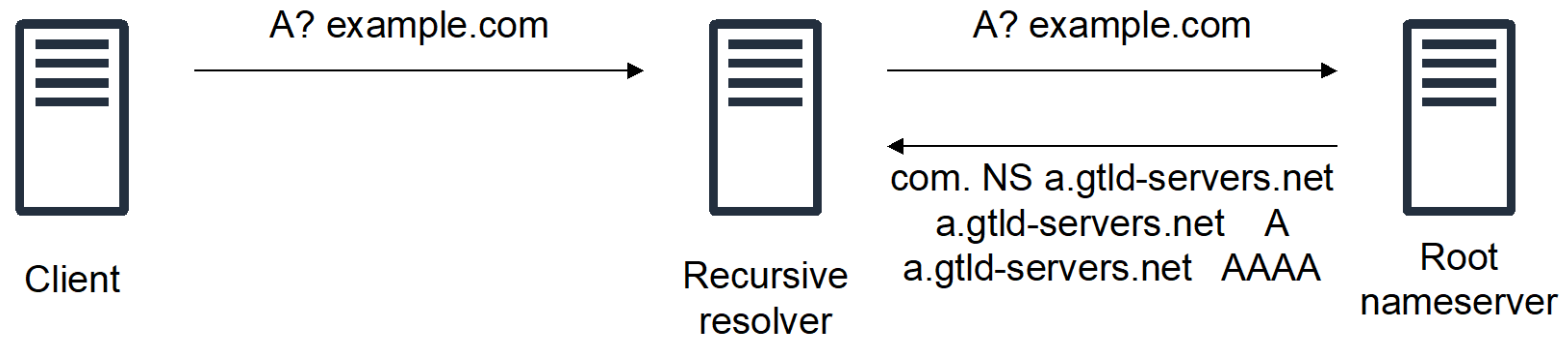 A? example.com
A? example.com
com. NS a.gtld-servers.net
a.gtld-servers.net A
a.gtld-servers.net AAAA
Client
Recursive
resolver
Root
nameserver